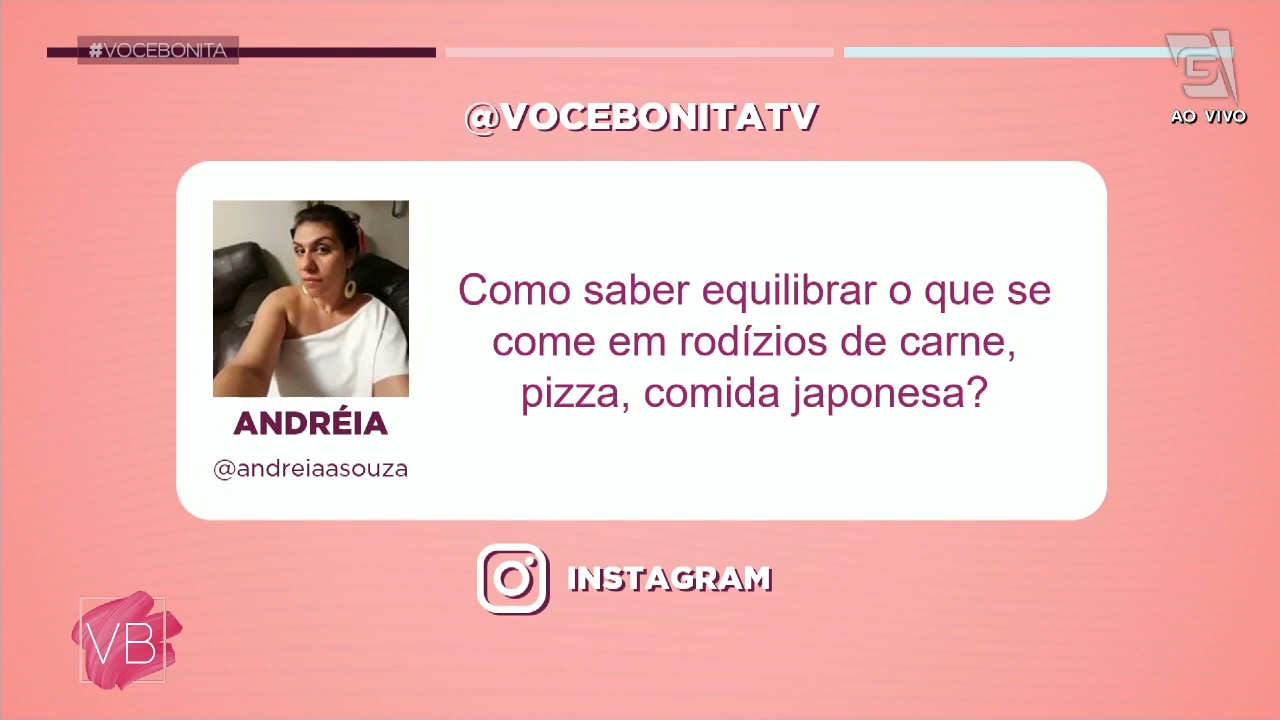 #VOCEBONITA
@VOCEBONITATV
AO VIVO
Como saber equilibrar o que se
come em rodízios de carne,
pizza, comida japonesa?
ANDRÉIA
@andreiaasouza
INSTAGRAM
VB